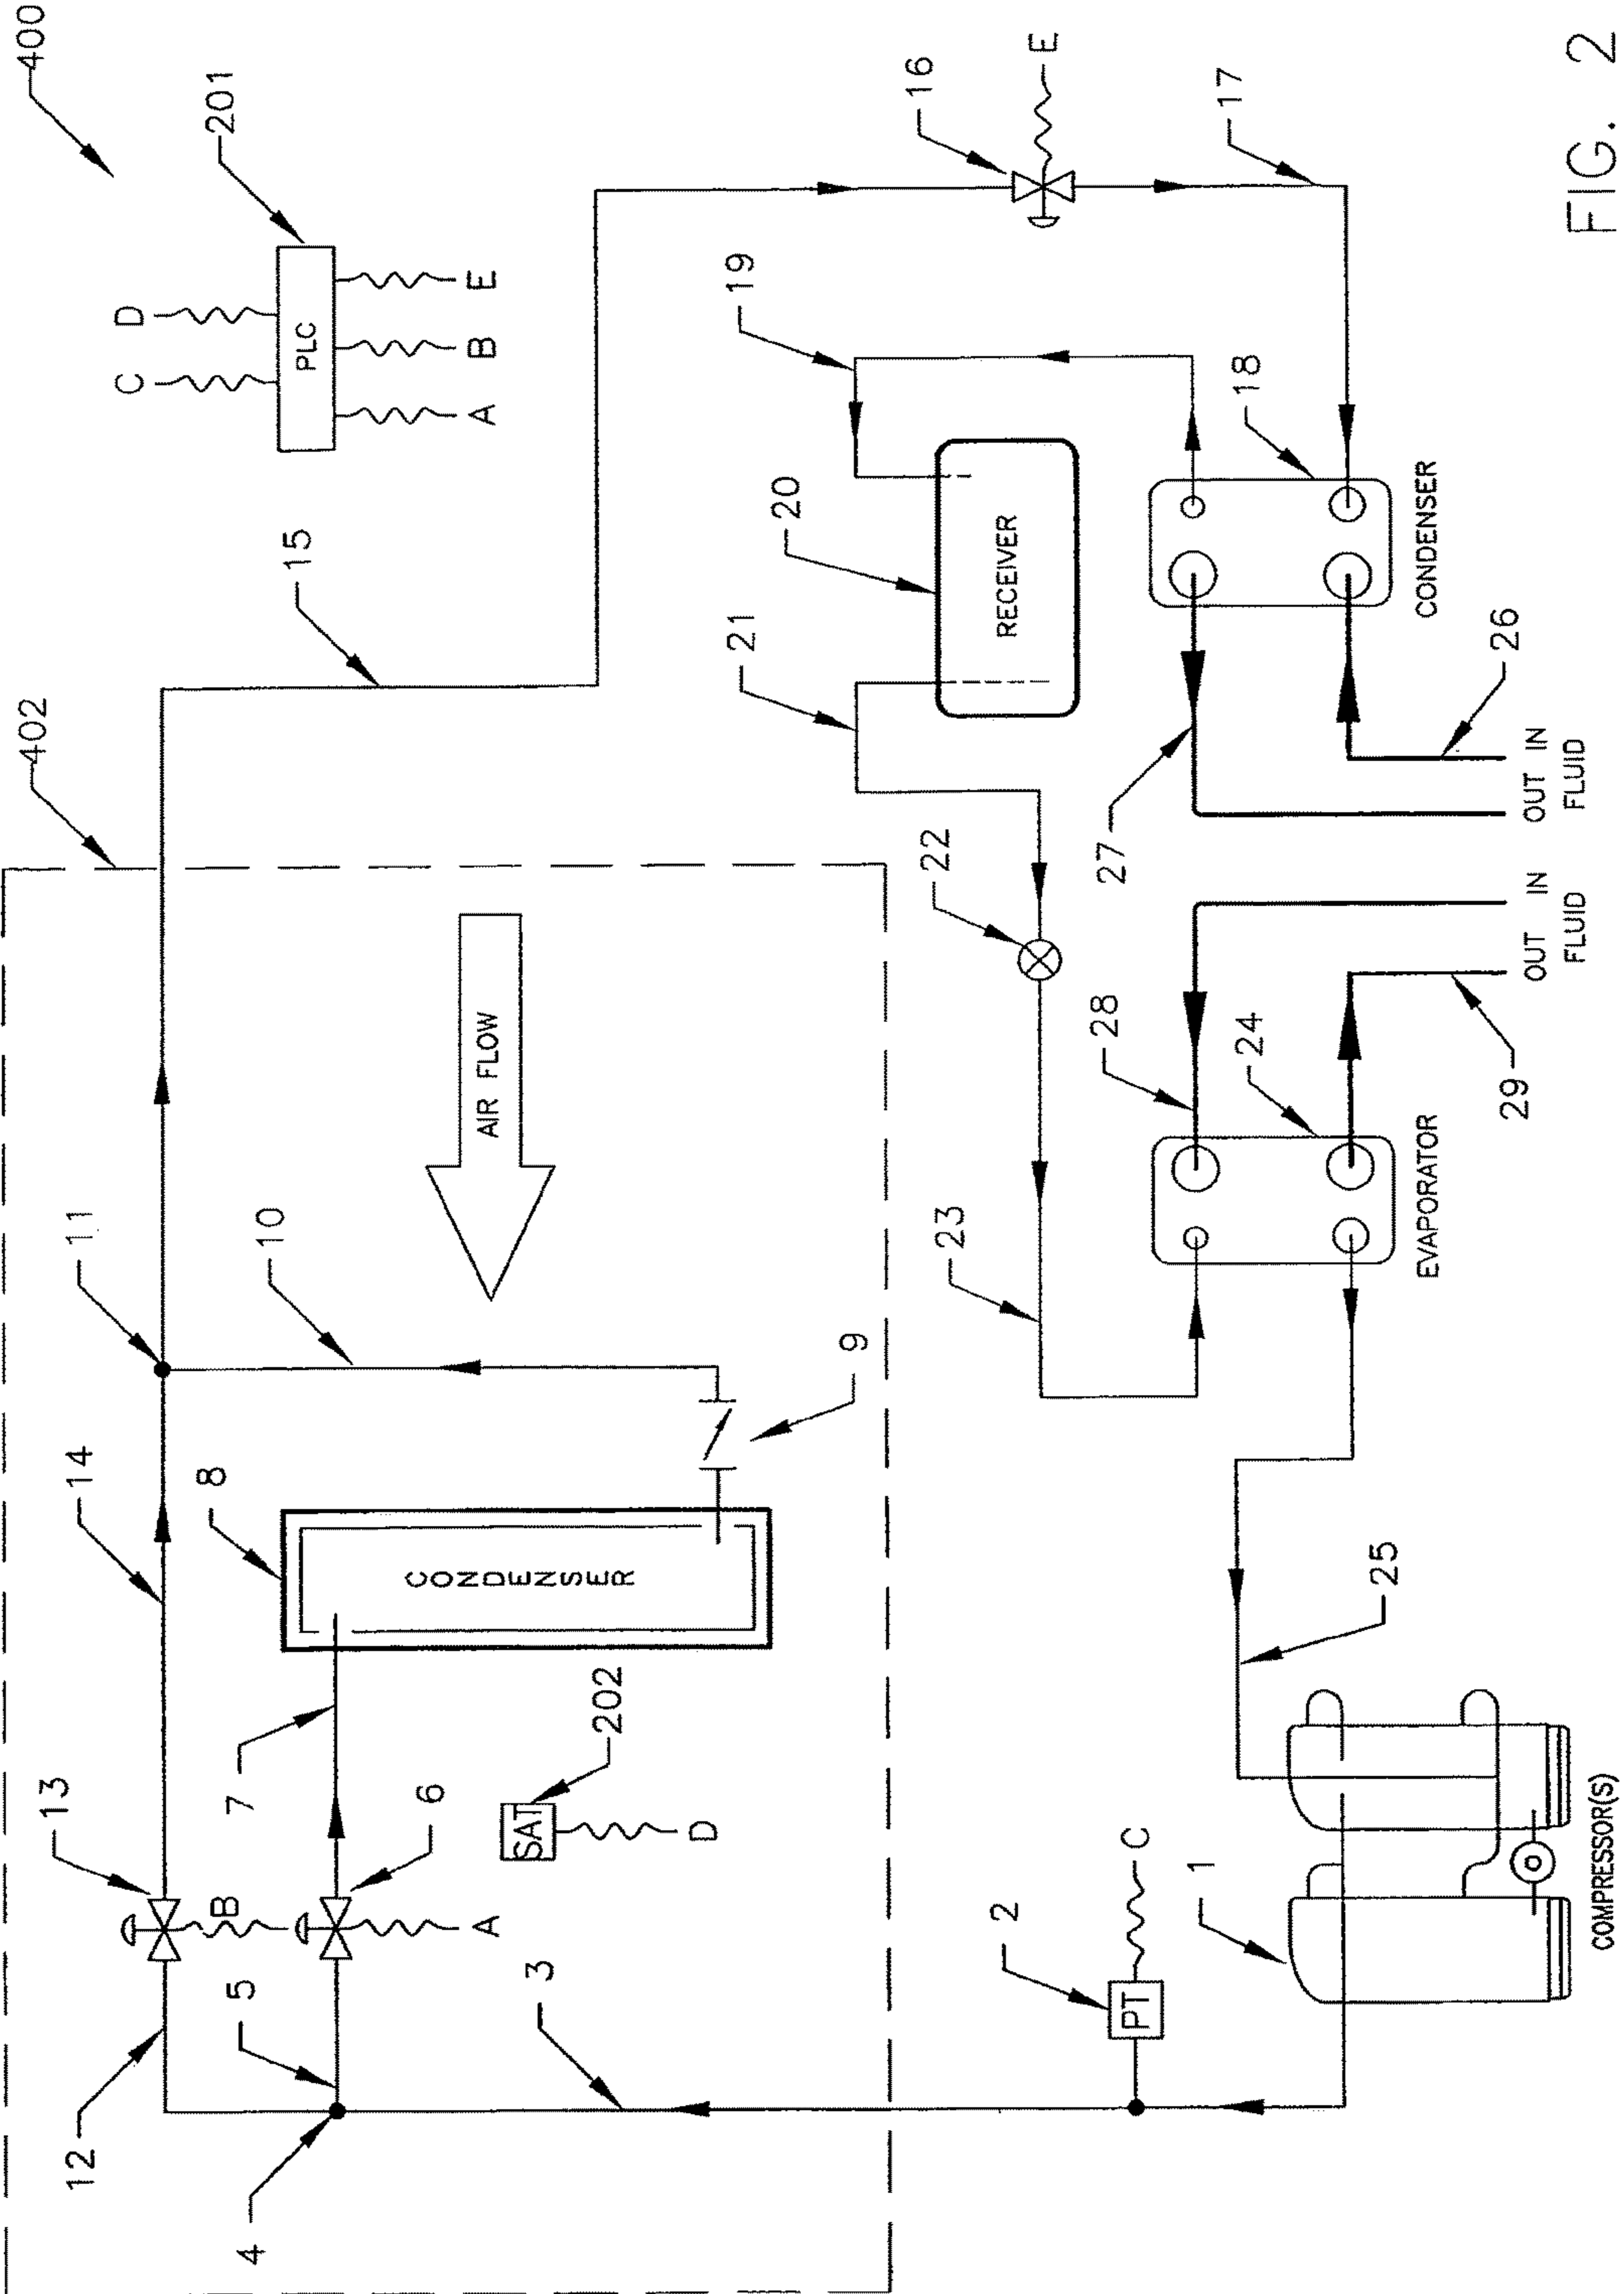 400
402
201
C
D
PLC
A
B
E
15
11
14
13
12
10
8
7
6
5
4
3
B
A
CONDENSER
9
AIR FLOW
SAT
202
D
16
E
17
19
20
RECEIVER
21
22
23
18
CONDENSER
26
27
OUT IN
FLUID
28
24
EVAPORATOR
29
OUT IN
FLUID
25
2
PT
C
1
COMPRESSOR(S)
FIG. 2